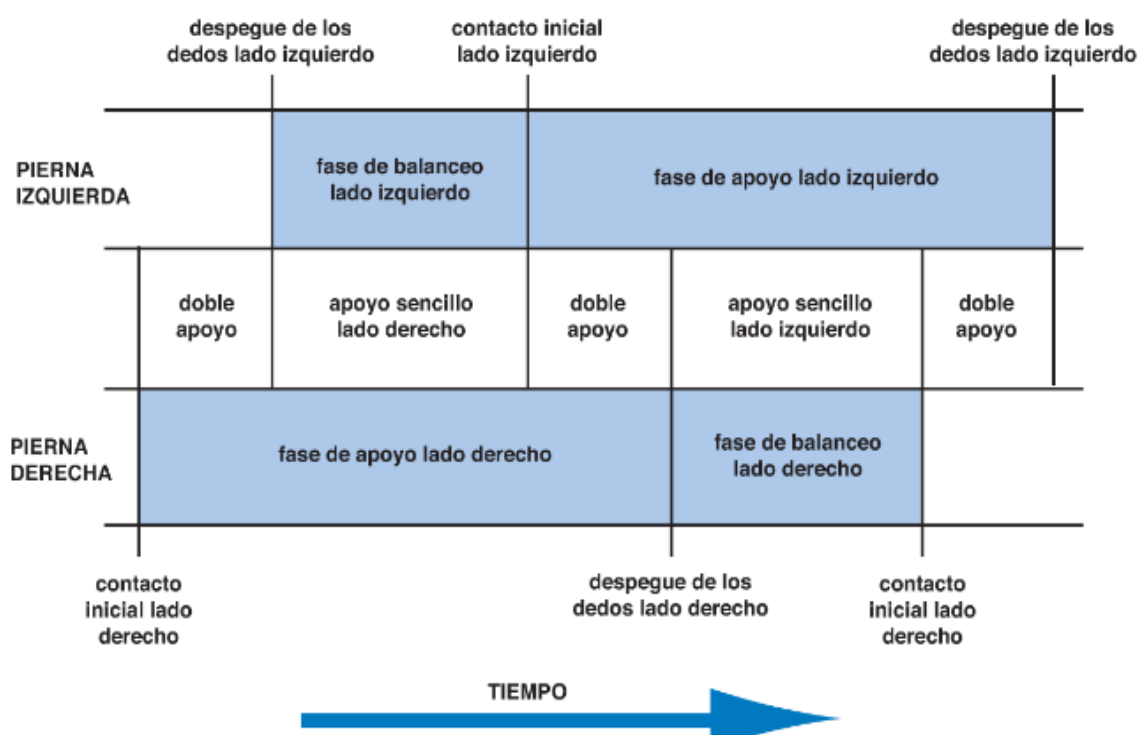 despegue de los
dedos lado izquierdo
contacto inicial
lado izquierdo
despegue de los
dedos lado izquierdo
PIERNA
IZQUIERDA
fase de balanceo
lado izquierdo
fase de apoyo lado izquierdo
doble
apoyo
apoyo sencillo
lado derecho
doble
apoyo
apoyo sencillo
lado izquierdo
doble
apoyo
PIERNA
DERECHA
fase de apoyo lado derecho
fase de balanceo
lado derecho
contacto
inicial lado
derecho
despegue de los
dedos lado derecho
contacto
inicial lado
derecho
TIEMPO